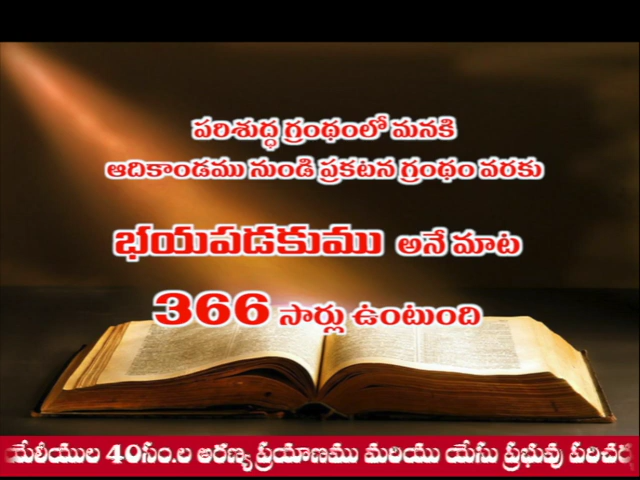 పరిశుద్ధ గ్రంథంలో మనకి
ఆదికాండము నుండి ప్రకటన గ్రంథం వరకు
భయపడకుము అనే మాట
366 సార్లు ఉంటుంది
యేలీయుల 40సం.ల అరణ్య ప్రయాణము మరియు యేసు ప్రభువు పరిచర